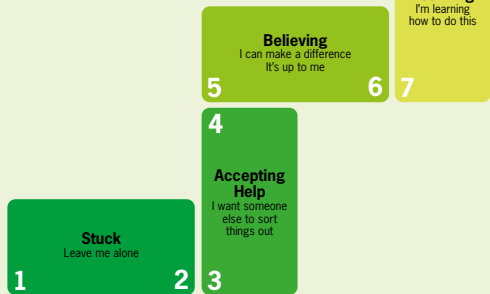 I'm learning
how to do this
7
Believing
I can make a difference
It's up to me
5
6
4
Accepting
Help
I want someone
else to sort
things out
3
Stuck
Leave me alone
1
2